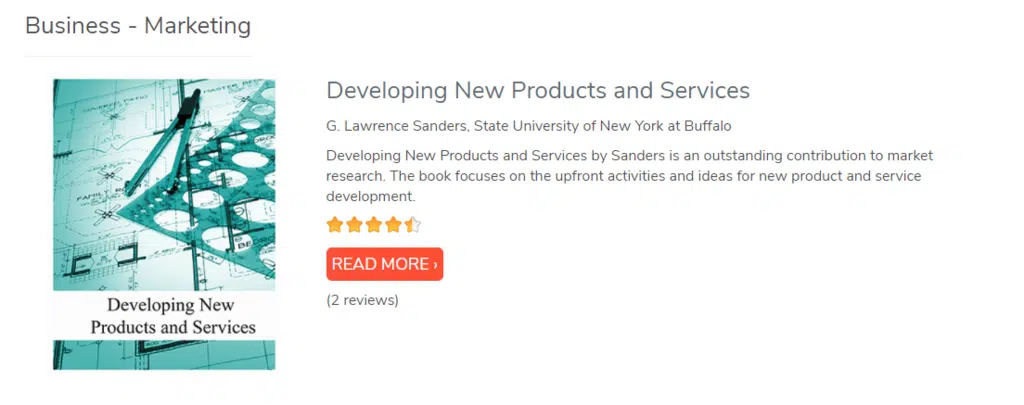 Business - Marketing
Developing New Products and Services
G. Lawrence Sanders, State University of New York at Buffalo
Developing New Products and Services by Sanders is an outstanding contribution to market
research. The book focuses on the upfront activities and ideas for new product and service
development.
READ MORE ›
(2 reviews)
FAMILY RO
Developing New
Products and Services